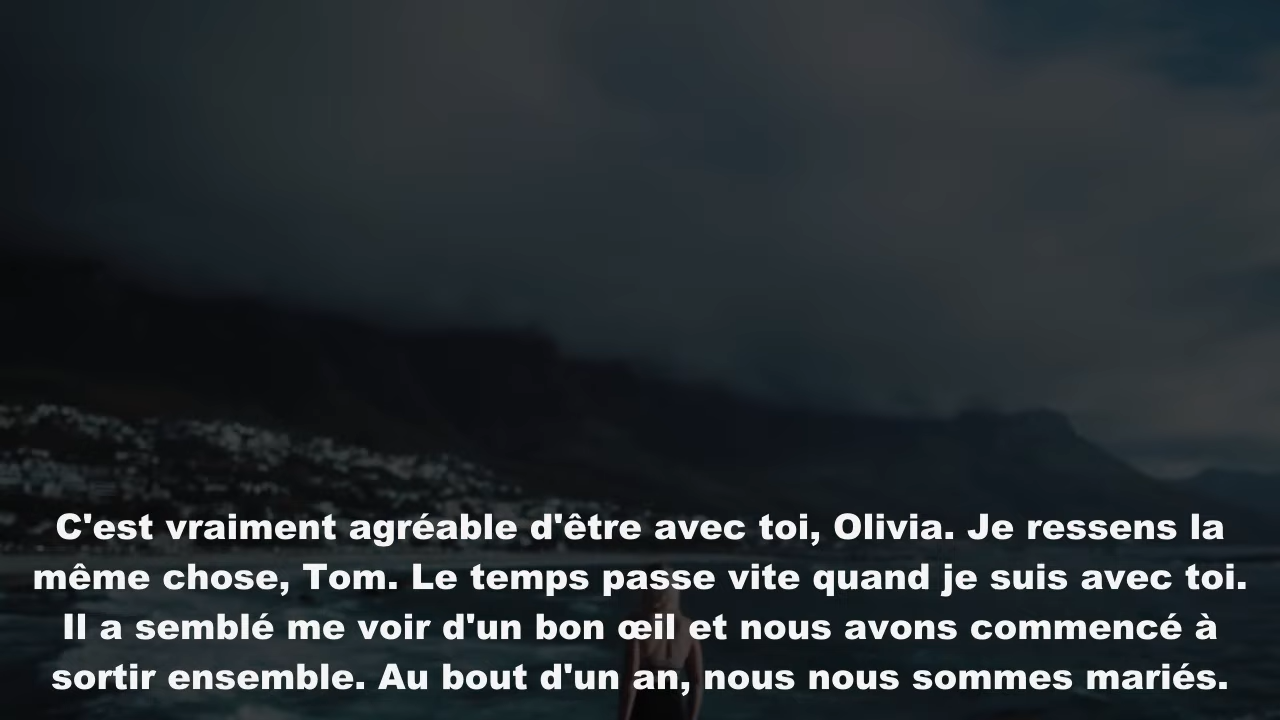 C'est vraiment agréable d'être avec toi, Olivia. Je ressens la
même chose, Tom. Le temps passe vite quand je suis avec toi.
Il a semblé me voir d'un bon œil et nous avons commencé à
sortir ensemble. Au bout d'un an, nous nous sommes mariés.